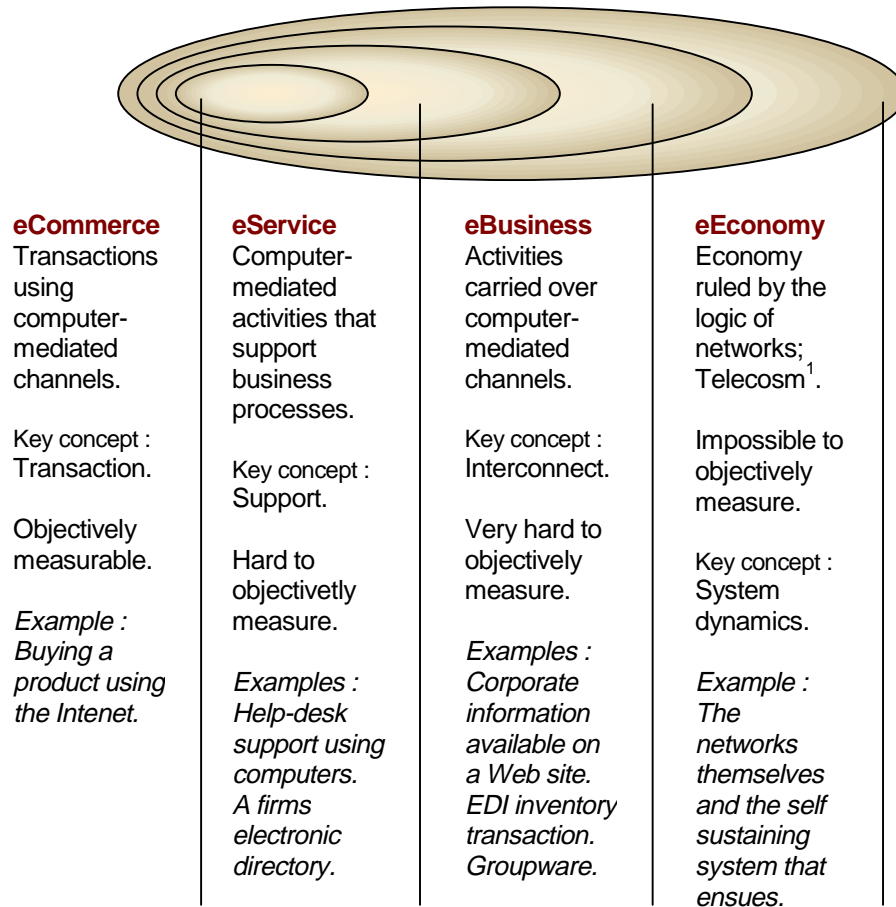 eCommerce
Transactions
using
computer-
mediated
channels.
Key concept :
Transaction.
Objectively
measurable.
Example :
Buying a
product using
the Intenet.
eService
Computer-
mediated
activities that
support
business
processes.
Key concept :
Support.
Hard to
objectivetly
measure.
Examples :
Help-desk
support using
computers.
A firms
electronic
directory.
eBusiness
Activities
carried over
computer-
mediated
channels.
Key concept :
Interconnect.
Very hard to
objectively
measure.
Examples :
Corporate
information
available on
a Web site.
EDI inventory
transaction.
Groupware.
eEconomy
Economy
ruled by the
logic of
networks;
Telecosm¹.
Impossible to
objectively
measure.
Key concept :
System
dynamics.
Example :
The
networks
themselves
and the self
sustaining
system that
ensues.